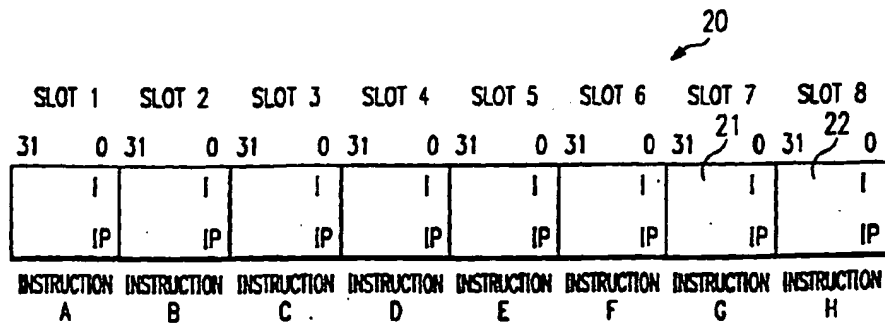 20
SLOT 1 SLOT 2 SLOT 3 SLOT 4 SLOT 5 SLOT 6 SLOT 7 SLOT 8
31 0 31 0 31 0 31 0 31 0 31 0 31 21 0 31 22 0
I I I I I I I I
IP IP IP IP IP IP IP IP
INSTRUCTION INSTRUCTION INSTRUCTION INSTRUCTION INSTRUCTION INSTRUCTION INSTRUCTION INSTRUCTION
A B C D E F G H